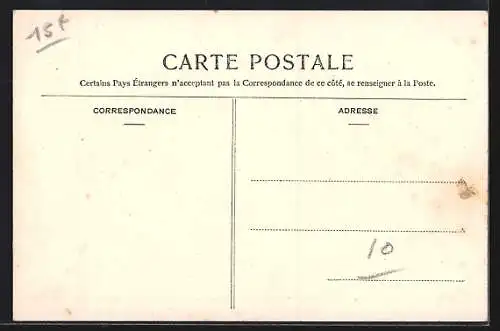 15€
CARTE POSTALE
Certains Pays Étrangers n'acceptant pas la Correspondance de ce côté, se renseigner à la Poste.
CORRESPONDANCE
ADRESSE
10